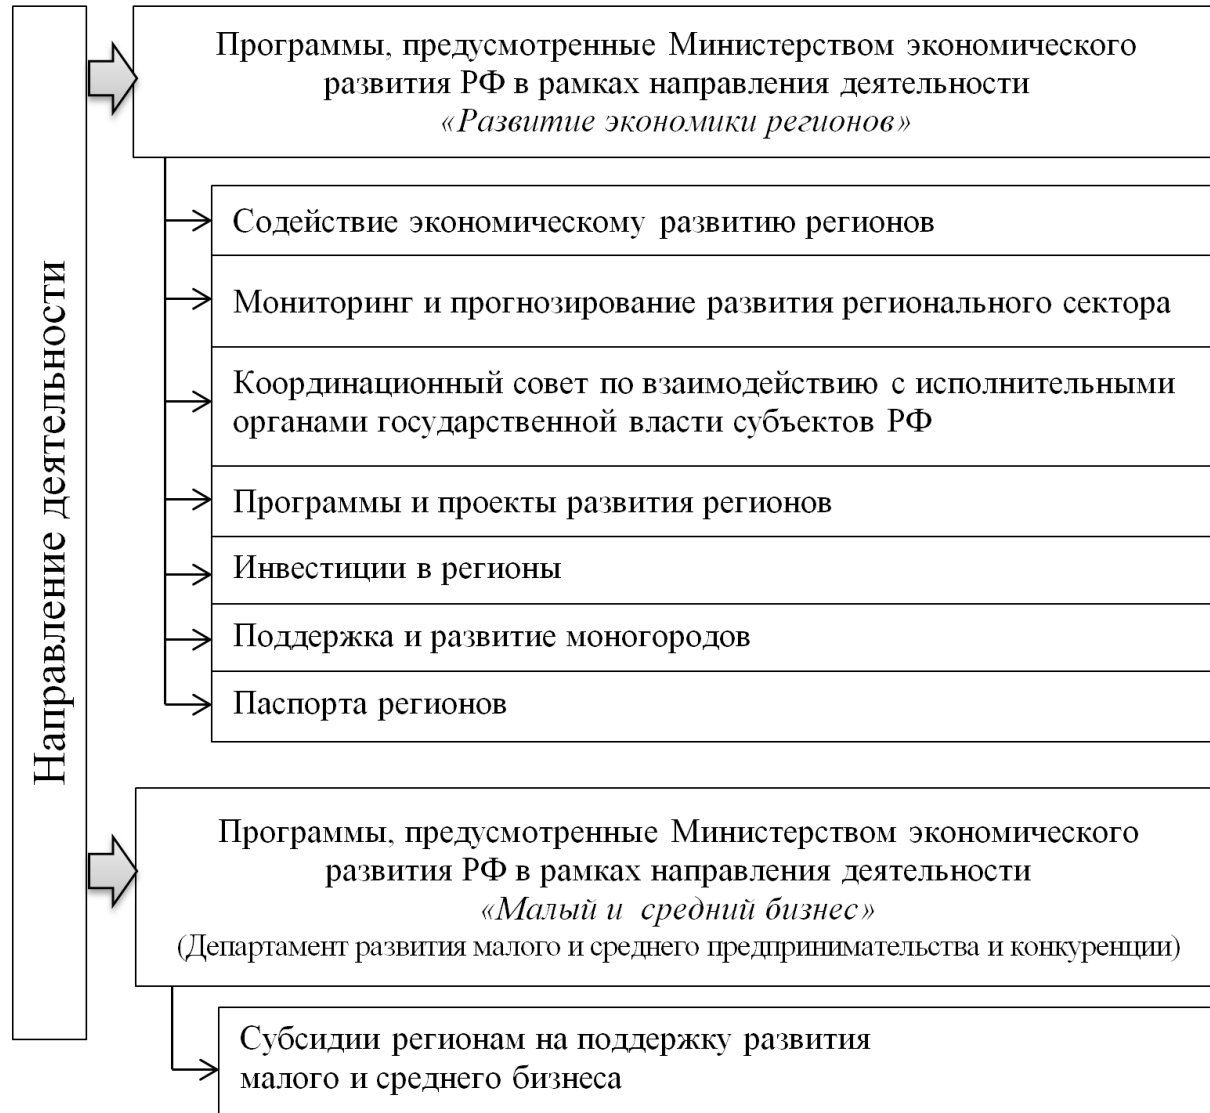 Направление деятельности
Программы, предусмотренные Министерством экономического
развития РФ в рамках направления деятельности
«Развитие экономики регионов»
Содействие экономическому развитию регионов
Мониторинг и прогнозирование развития регионального сектора
Координационный совет по взаимодействию с исполнительными
органами государственной власти субъектов РФ
Программы и проекты развития регионов
Инвестиции в регионы
Поддержка и развитие моногородов
Паспорта регионов
Программы, предусмотренные Министерством экономического
развития РФ в рамках направления деятельности
«Малый и средний бизнес»
(Департамент развития малого и среднего предпринимательства и конкуренции)
Субсидии регионам на поддержку развития
малого и среднего бизнеса